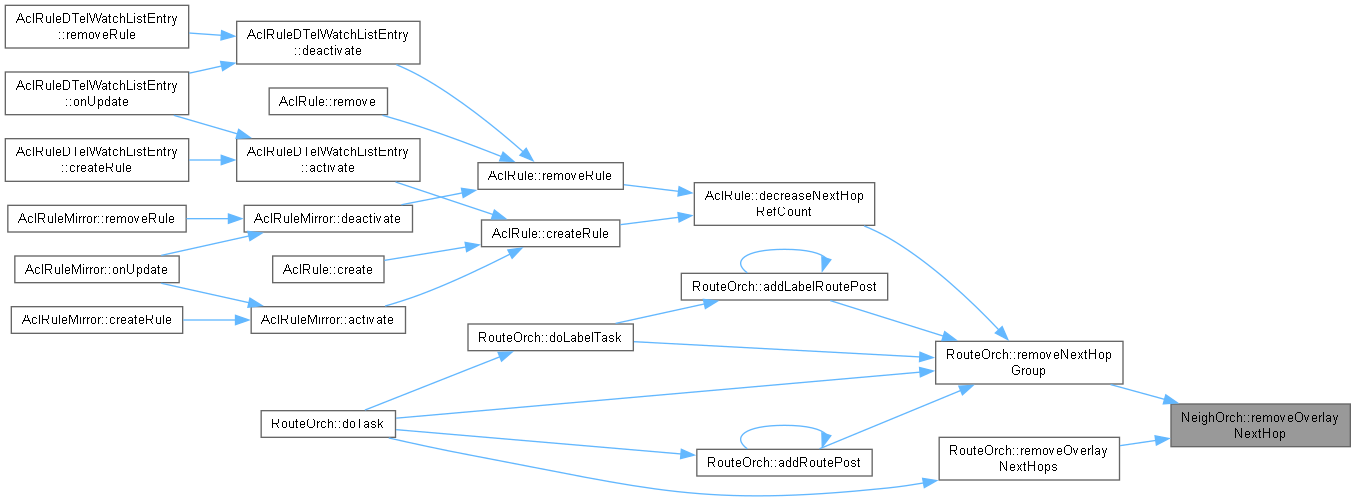 AclRuleDTelWatchListEntry
::removeRule
AclRuleDTelWatchListEntry
::deactivate
AclRuleDTelWatchListEntry
::onUpdate
AclRule::remove
AclRuleDTelWatchListEntry
::createRule
AclRuleDTelWatchListEntry
::activate
AclRule::removeRule
AclRule::decreaseNextHop
RefCount
AclRuleMirror::removeRule
AclRuleMirror::deactivate
AclRule::createRule
AclRuleMirror::onUpdate
AclRule::create
RouteOrch::addLabelRoutePost
AclRuleMirror::createRule
AclRuleMirror::activate
RouteOrch::doLabelTask
RouteOrch::removeNextHop
Group
RouteOrch::doTask
NeighOrch::removeOverlay
NextHop
RouteOrch::addRoutePost
RouteOrch::removeOverlay
NextHops